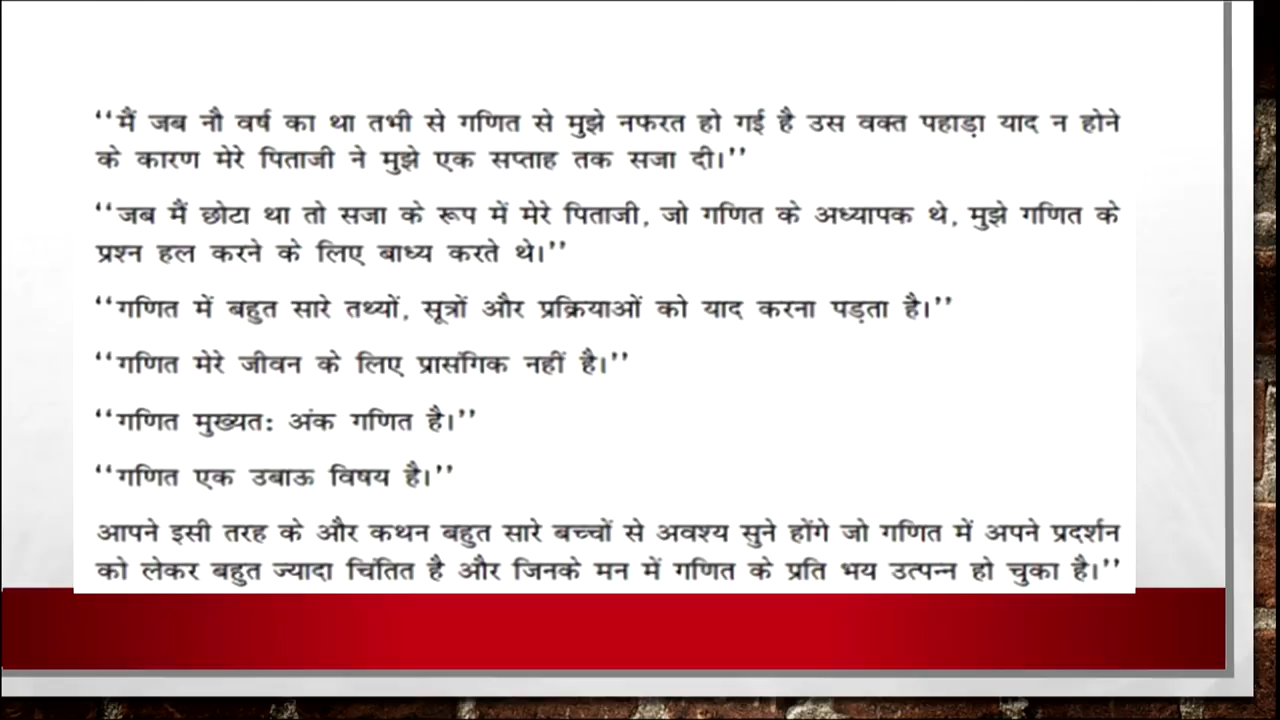 ‘‘मैं जब नौ वर्ष का था तभी से गणित से मुझे नफरत हो गई है उस वक्त पहाड़ा याद न होने
के कारण मेरे पिताजी ने मुझे एक सप्ताह तक सजा दी।’’
‘‘जब मैं छोटा था तो सजा के रूप में मेरे पिताजी, जो गणित के अध्यापक थे, मुझे गणित के
प्रश्न हल करने के लिए बाध्य करते थे।’’
‘‘गणित में बहुत सारे तथ्यों, सूत्रों और प्रक्रियाओं को याद करना पड़ता है।’’
‘‘गणित मेरे जीवन के लिए प्रासंगिक नहीं है।’’
‘‘गणित मुख्यत: अंक गणित है।’’
‘‘गणित एक उबाऊ विषय है।’’
आपने इसी तरह के और कथन बहुत सारे बच्चों से अवश्य सुने होंगे जो गणित में अपने प्रदर्शन
को लेकर बहुत ज्यादा चिंतित है और जिनके मन में गणित के प्रति भय उत्पन्न हो चुका है।’’